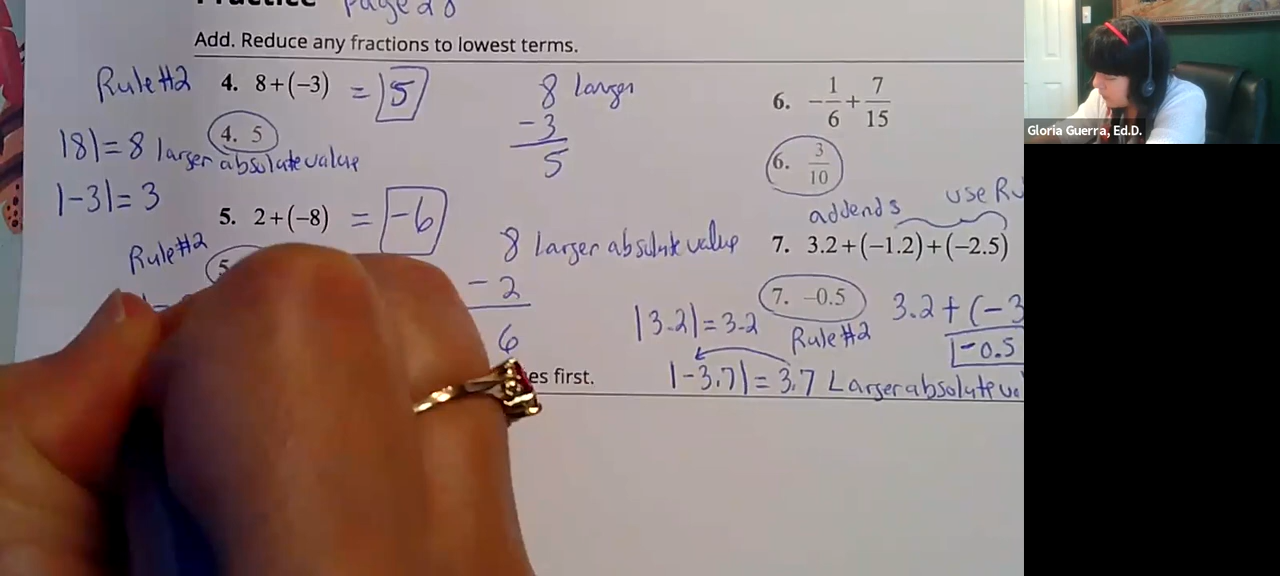 Practice page 28
Add. Reduce any fractions to lowest terms.
Rule #2 4. 8+(−3) = 5
4. 5
|8|=8 larger absolute value
|−3|=3
8 larger
−3
5
5. 2+(−8) = −6
Rule #2
8 Larger absolute value
−2
6
es first.
6. −1/6+7/15
6. 3/10
addends use Ru
7. 3.2+(−1.2)+(−2.5)
7. −0.5
3.2+(−3
|3.2|=3.2 Rule #2
−0.5
|−3.7|=3.7 Larger absolute va
Gloria Guerra, Ed.D.